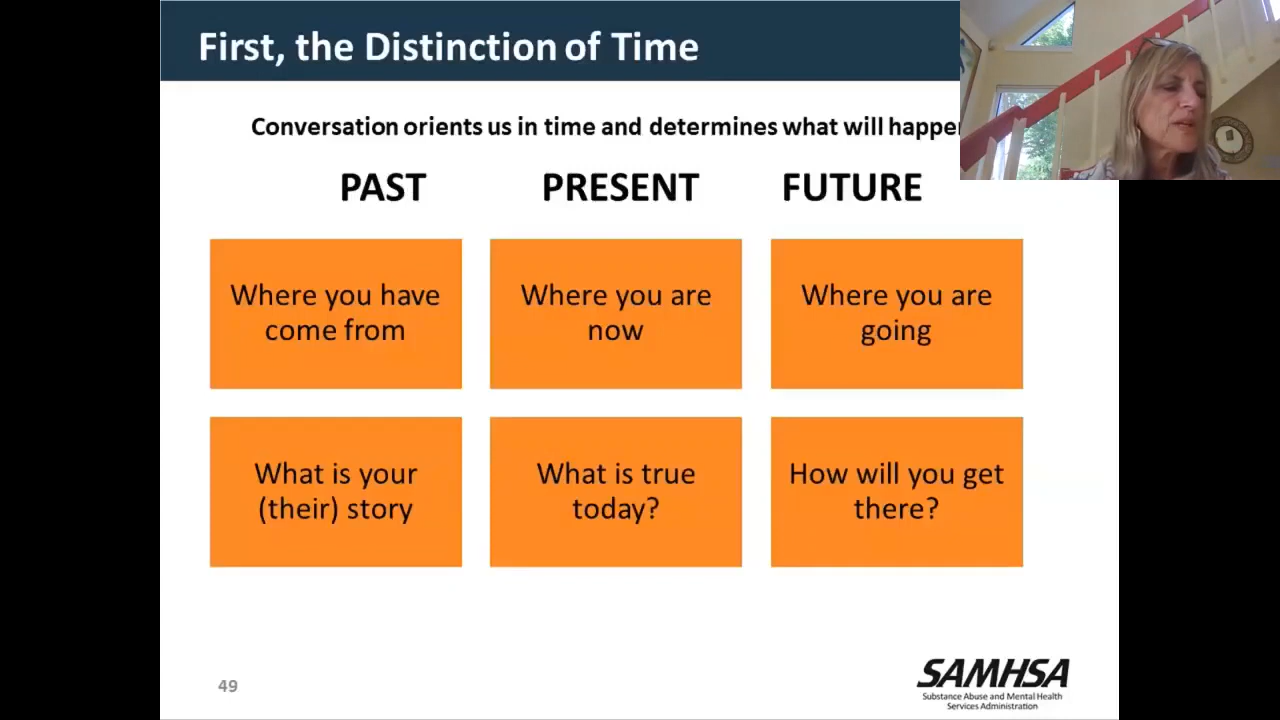 First, the Distinction of Time
Conversation orients us in time and determines what will
PAST PRESENT FUTURE
Where you have
come from
Where you are
now
Where you are
going
What is your
(their) story
What is true
today?
How will you get
there?
49
SAMHSA
Substance Abuse and Mental Health
Services Administration